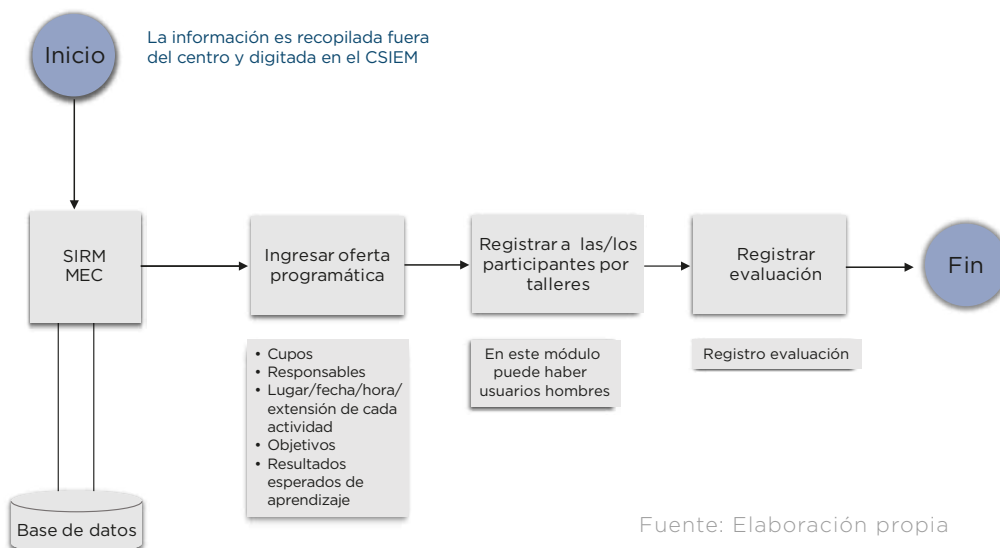 Inicio
La información es recopilada fuera
del centro y digitada en el CSIEM
SIRM
MEC
Ingresar oferta
programática
Registrar a las/los
participantes por
talleres
Registrar
evaluación
Fin
• Cupos
• Responsables
• Lugar/fecha/hora/
extensión de cada
actividad
• Objetivos
• Resultados
esperados de
aprendizaje
En este módulo
puede haber
usuarios hombres
Registro evaluación
Base de datos
Fuente: Elaboración propia